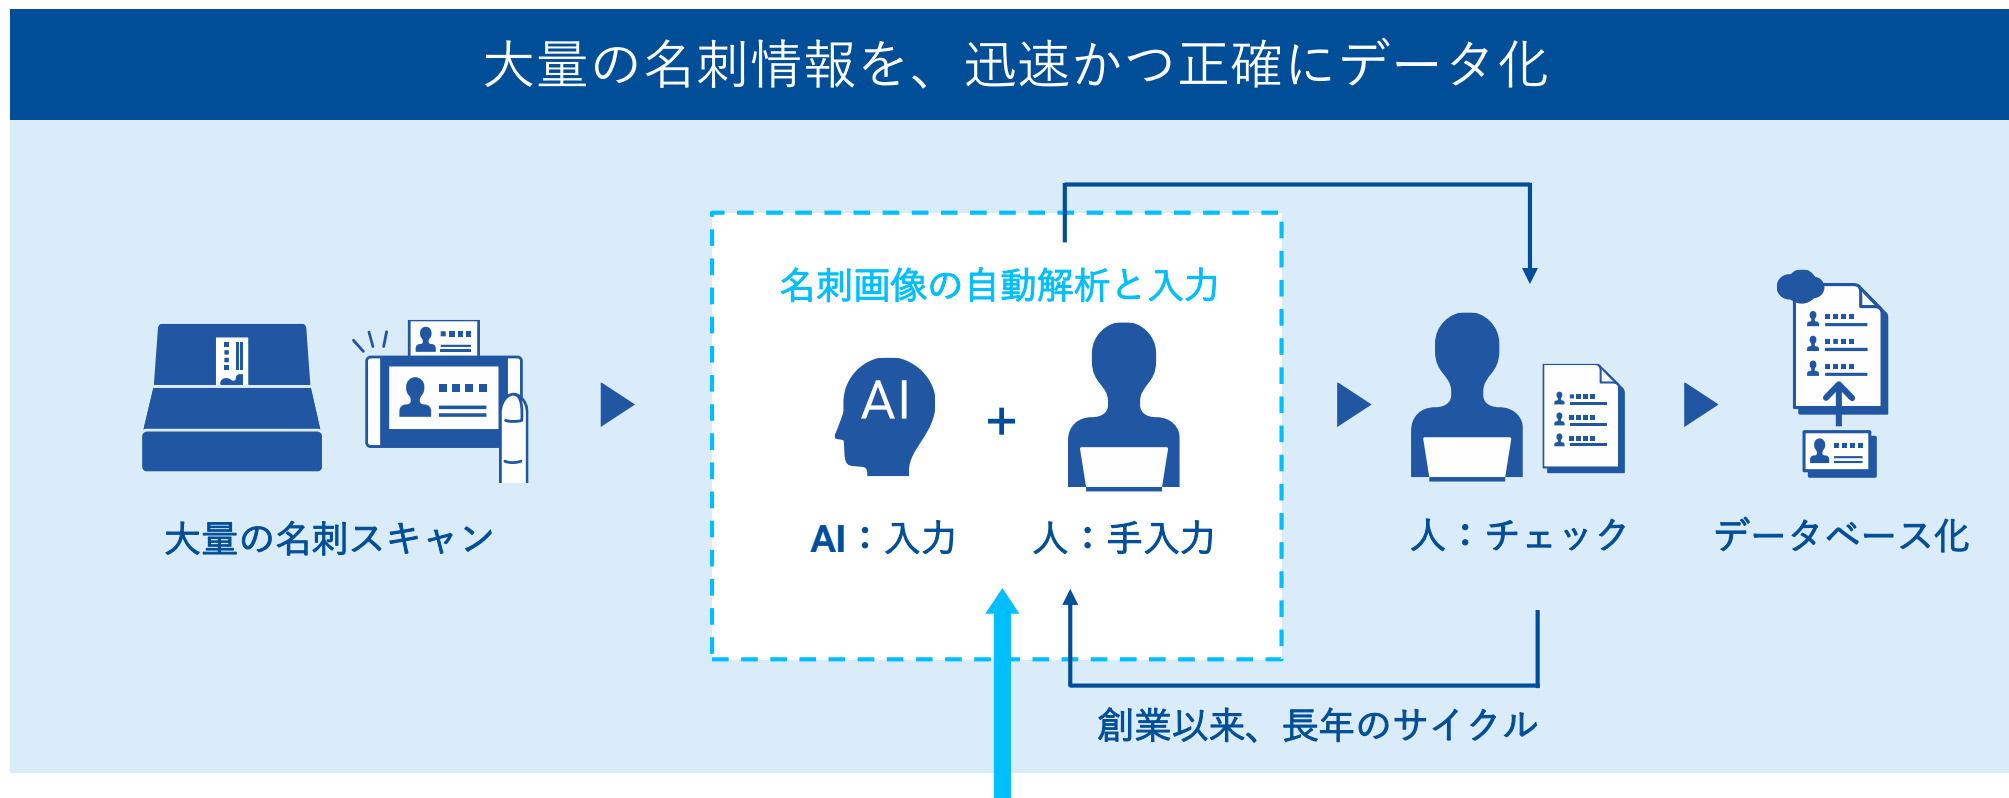 大量の名刺情報を、迅速かつ正確にデータ化
名刺画像の自動解析と入力
AI
+
大量の名刺スキャン
AI：入力
人：手入力
人：チェック
データベース化
創業以来、長年のサイクル